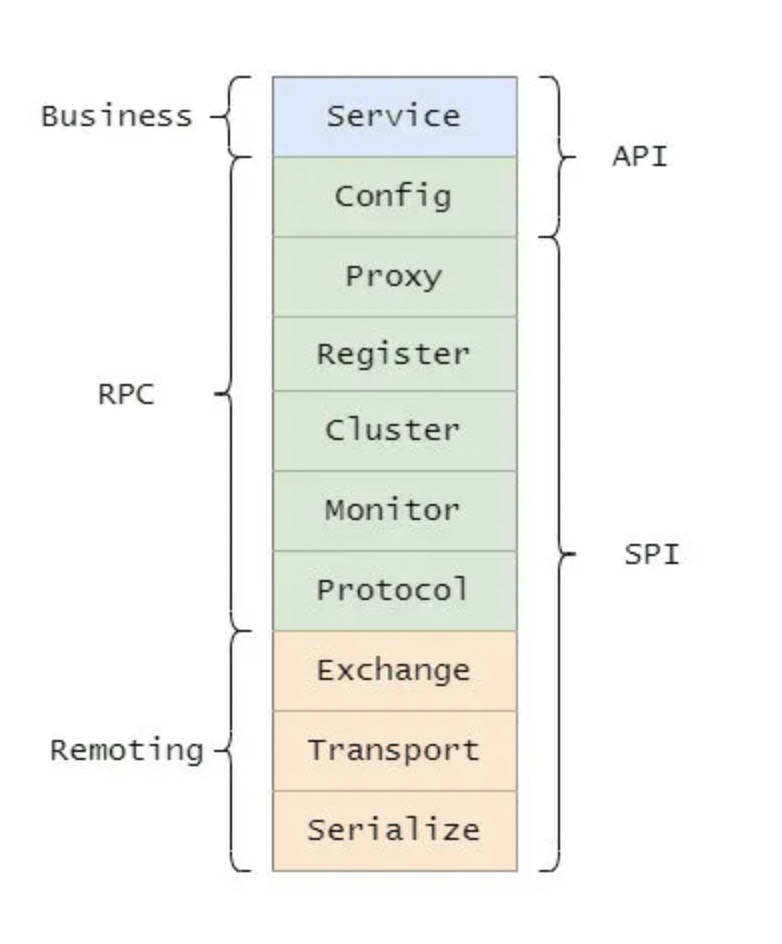 Business
Service
API
Config
Proxy
Register
RPC
Cluster
Monitor
SPI
Protocol
Exchange
Remoting
Transport
Serialize